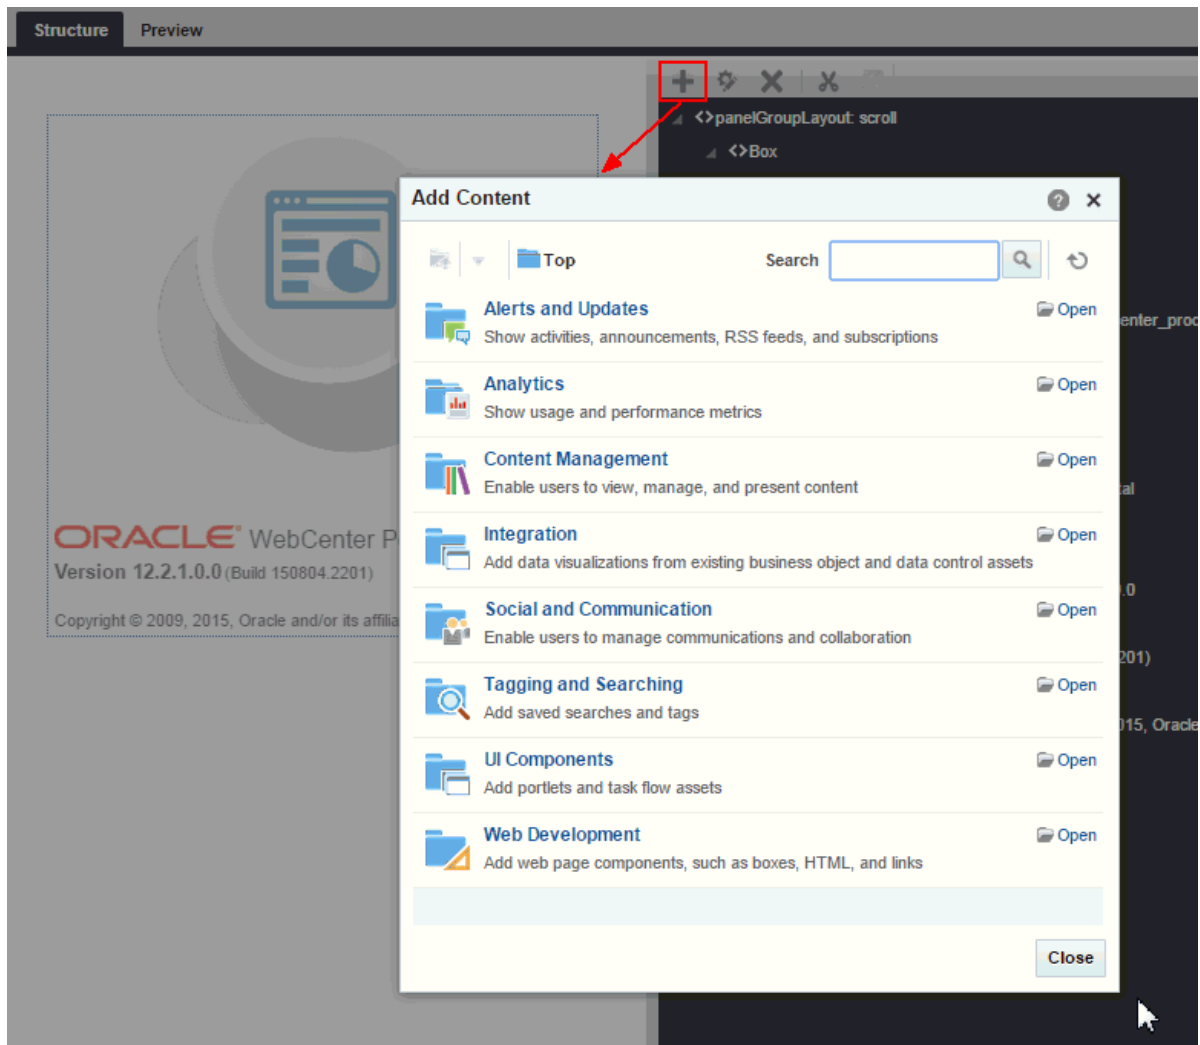 Structure Preview
<>panelGroupLayout: scroll
<>Box
Add Content
Top Search
Alerts and Updates Open
Show activities, announcements, RSS feeds, and subscriptions
Analytics Open
Show usage and performance metrics
Content Management Open
Enable users to view, manage, and present content
Integration Open
Add data visualizations from existing business object and data control assets
Social and Communication Open
Enable users to manage communications and collaboration
Tagging and Searching Open
Add saved searches and tags
UI Components Open
Add portlets and task flow assets
Web Development Open
Add web page components, such as boxes, HTML, and links
Close
ORACLE WebCenter P
Version 12.2.1.0.0 (Build 150804.2201)
Copyright © 2009, 2015, Oracle and/or its affilia
enter_proc
tal
.0
201)
015, Oracle